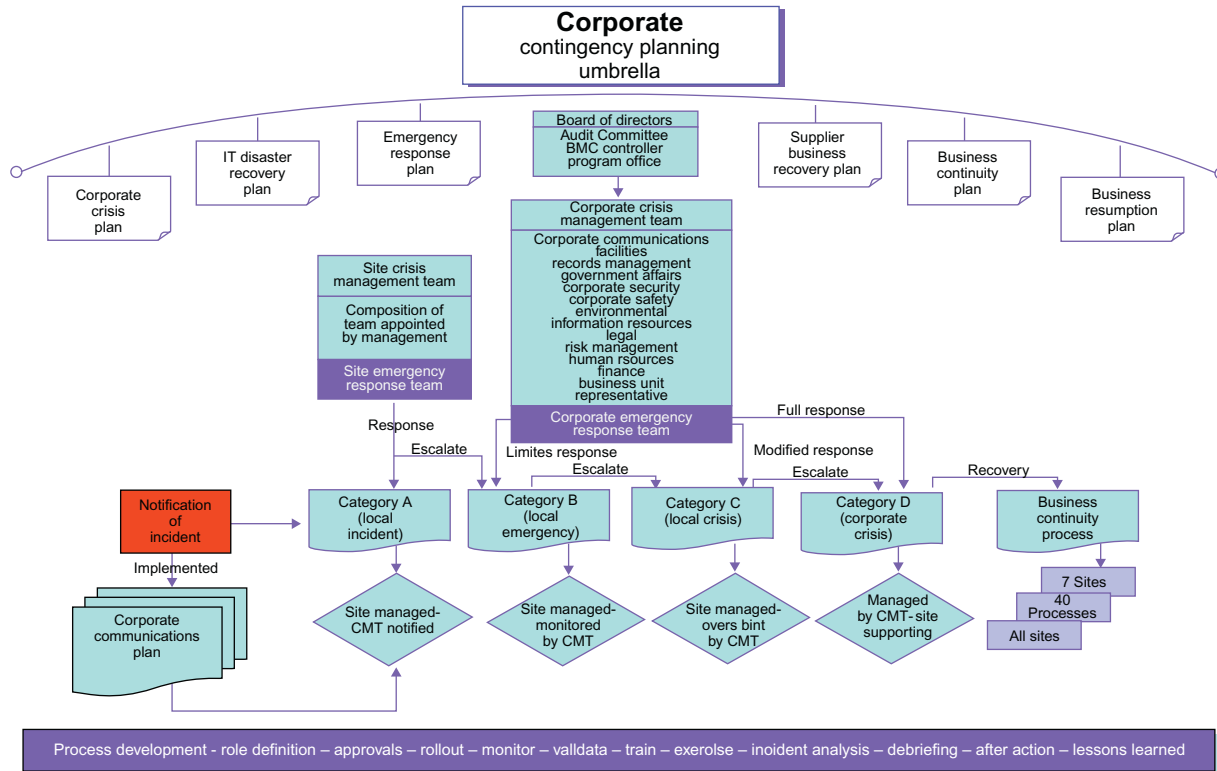 Corporate
contingency planning
umbrella
Corporate
crisis
plan
IT disaster
recovery
plan
Emergency
response
plan
Board of directors
Audit Committee
BMC controller
program office
Supplier
business
recovery plan
Business
continuity
plan
Business
resumption
plan
Corporate crisis
management team
Corporate communications
facilities
records management
government affairs
corporate security
corporate safety
environmental
information resources
legal
risk management
human rsources
finance
business unit
representative
Corporate emergency
response team
Site crisis
management team
Composition of
team appointed
by management
Site emergency
response team
Response
Escalate
Limites response
Escalate
Full response
Modified response
Escalate
Recovery
Notification
of
incident
Category A
(local
incident)
Category B
(local
emergency)
Category C
(local crisis)
Category D
(corporate
crisis)
Business
continuity
process
Implemented
Corporate
communications
plan
Site managed-
CMT notified
Site managed-
monitored
by CMT
Site managed-
overs bint
by CMT
Managed
by CMT-site
supporting
7 Sites
40
Processes
All sites
Process development - role definition – approvals – rollout – monitor – valldata – train – exerolse – inoident analysis – debriefing – after action – lessons learned